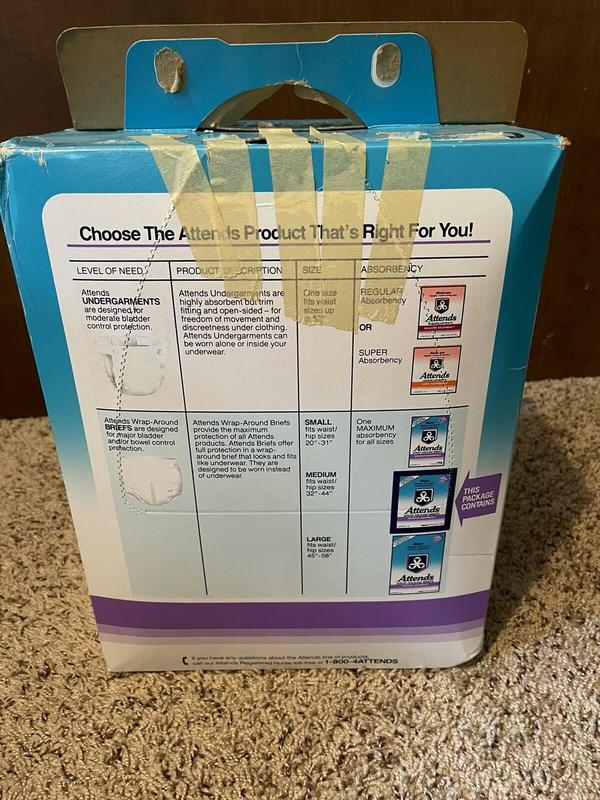 Choose The Attends Product That's Right For You!
LEVEL OF NEED
PRODUCT DESCRIPTION
SIZE
ABSORBENCY
Attends
UNDERGARMENTS
are designed for
moderate bladder
control protection.
Attends Undergarments are
highly absorbent but trim
fitting and open-sided – for
freedom of movement and
discreetness under clothing.
Attends Undergarments can
be worn alone or inside your
underwear.
One size
fits waist
sizes up
to 52"
REGULAR
Absorbency
OR
SUPER
Absorbency
Attends
Attends
Attends Wrap-Around
BRIEFS are designed
for major bladder
and/or bowel control
protection.
Attends Wrap-Around Briefs
provide the maximum
protection of all Attends
products. Attends Briefs offer
full protection in a wrap-
around brief that looks and fits
like underwear. They are
designed to be worn instead
of underwear.
SMALL
fits waist/
hip sizes
20"-31"
MEDIUM
fits waist/
hip sizes
32"-44"
LARGE
fits waist/
hip sizes
45"-58"
One
MAXIMUM
absorbency
for all sizes
Attends
Attends
Attends
THIS
PACKAGE
CONTAINS
If you have any questions about the Attends line of products,
call our Attends Registered Nurse toll-free at 1-800-4ATTENDS